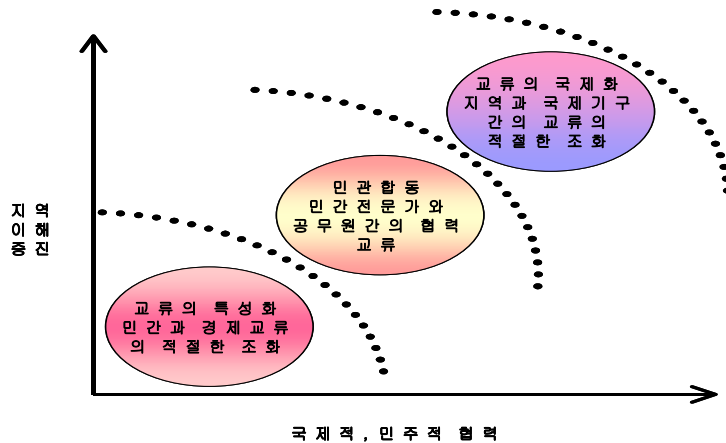 교류의 국제화
지역과 국제기구
간의 교류의
적절한 조화
민관합동
민간전문가와
공무원간의 협력
교류
지역
이해
증진
교류의 특성화
민간과 경제교류
의 적절한 조화
국제적, 민주적 협력